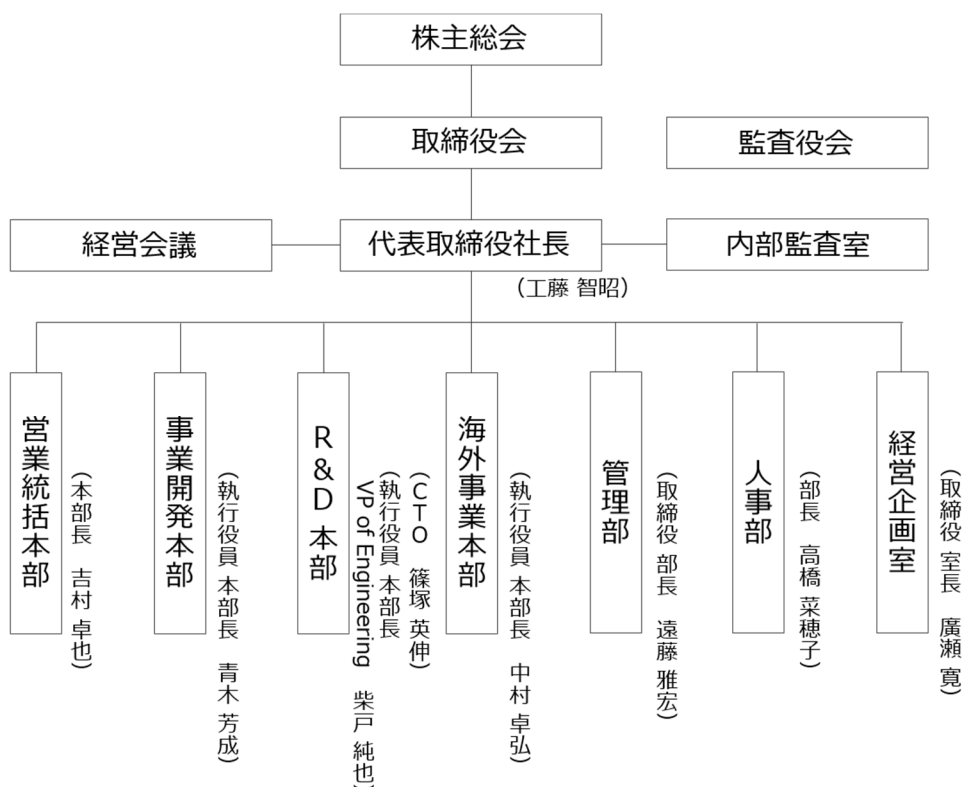 株主総会
取締役会
監査役会
経営会議
代表取締役社長
内部監査室
（工藤 智昭）
営業統括本部
（本部長　吉村 卓也）
事業開発本部
（執行役員 本部長　青木 芳成）
R&D 本部
（CTO　篠塚 英伸）
（執行役員 本部長
VP of Engineering　柴戸 純也）
海外事業本部
（執行役員 本部長　中村 卓弘）
管理部
（取締役 部長　遠藤 雅宏）
人事部
（部長　高橋 菜穂子）
経営企画室
（取締役 室長　廣瀬 寛）